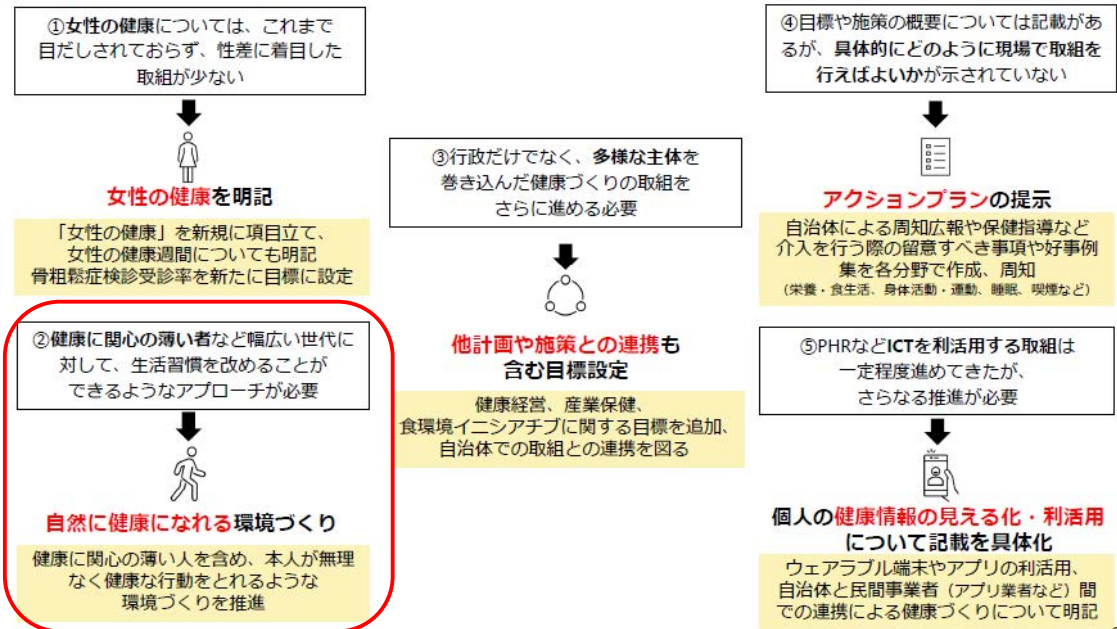 ①女性の健康については、これまで
目だしされておらず、性差に着目した
取組が少ない
女性の健康を明記
「女性の健康」を新規に項目立て、
女性の健康週間についても明記
骨粗鬆症検診受診率を新たに目標に設定
②健康に関心の薄い者など幅広い世代に
対して、生活習慣を改めることが
できるようなアプローチが必要
自然に健康になれる環境づくり
健康に関心の薄い人を含め、本人が無理
なく健康な行動をとれるような
環境づくりを推進
③行政だけでなく、多様な主体を
巻き込んだ健康づくりの取組を
さらに進める必要
他計画や施策との連携も
含む目標設定
健康経営、産業保健、
食環境イニシアチブに関する目標を追加、
自治体での取組との連携を図る
④目標や施策の概要については記載があ
るが、具体的にどのように現場で取組を
行えばよいかが示されていない
アクションプランの提示
自治体による周知広報や保健指導など
介入を行う際の留意すべき事項や好事例
集を各分野で作成、周知
(栄養・食生活、身体活動・運動、睡眠、喫煙など)
⑤PHRなどICTを利活用する取組は
一定程度進めてきたが、
さらなる推進が必要
個人の健康情報の見える化・利活用
について記載を具体化
ウェアラブル端末やアプリの利活用、
自治体と民間事業者(アプリ業者など)間
での連携による健康づくりについて明記